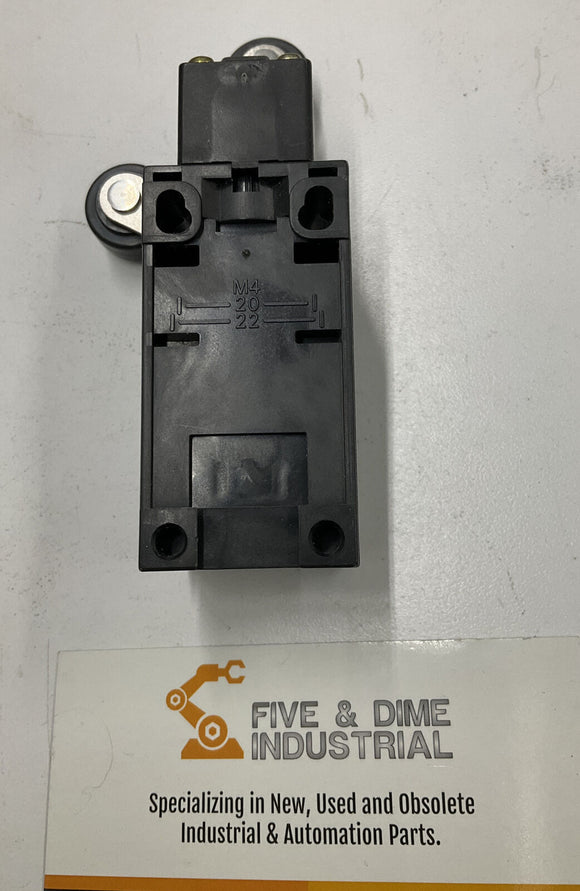 M4
20
22
FIVE & DIME
INDUSTRIAL
Specializing in New, Used and Obsolete
Industrial & Automation Parts.